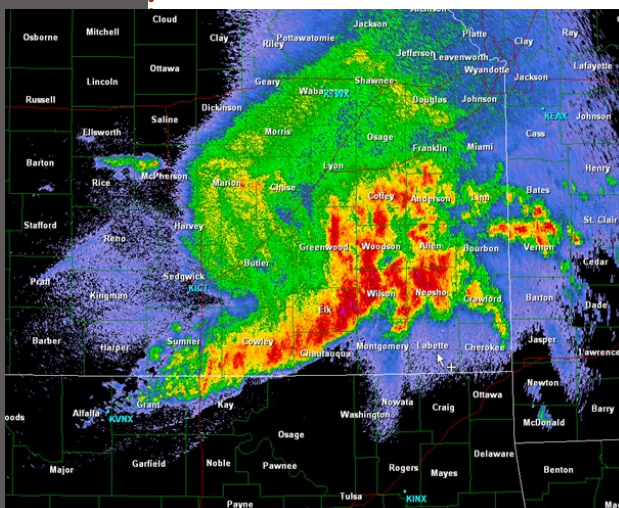 Cloud
Jackson
Atchison
Osborne
Mitchell
Clay
Riley
Pottawatomie
Platte
Clay
Ray
Ottawa
Jefferson
Leavenworth
Lafayette
Lincoln
Geary
Shawnee
Wyandotte
Jackson
Russell
Dickinson
Douglas
Johnson
Saline
KEAX
Johnson
Ellsworth
Morris
Osage
Cass
Franklin
Miami
Henry
Barton
Rice
McPherson
Marion
Chase
Lyon
Coffey
Anderson
Linn
Bates
St. Clair
Stafford
Reno
Harvey
Greenwood
Woodson
Allen
Bourbon
Vernon
Cedar
Pratt
Sedgwick
KICT
Butler
Kingman
Elk
Wilson
Neosho
Crawford
Barton
Dade
Barber
Harper
Sumner
Cowley
Chautauqua
Montgomery
Labette
Cherokee
Jasper
Lawrence
Alfalfa
KVNX
Grant
Kay
Nowata
Washington
Craig
Ottawa
Newton
McDonald
Barry
Osage
Delaware
Major
Garfield
Noble
Pawnee
Rogers
Mayes
Benton
Tulsa
KINX
Payne